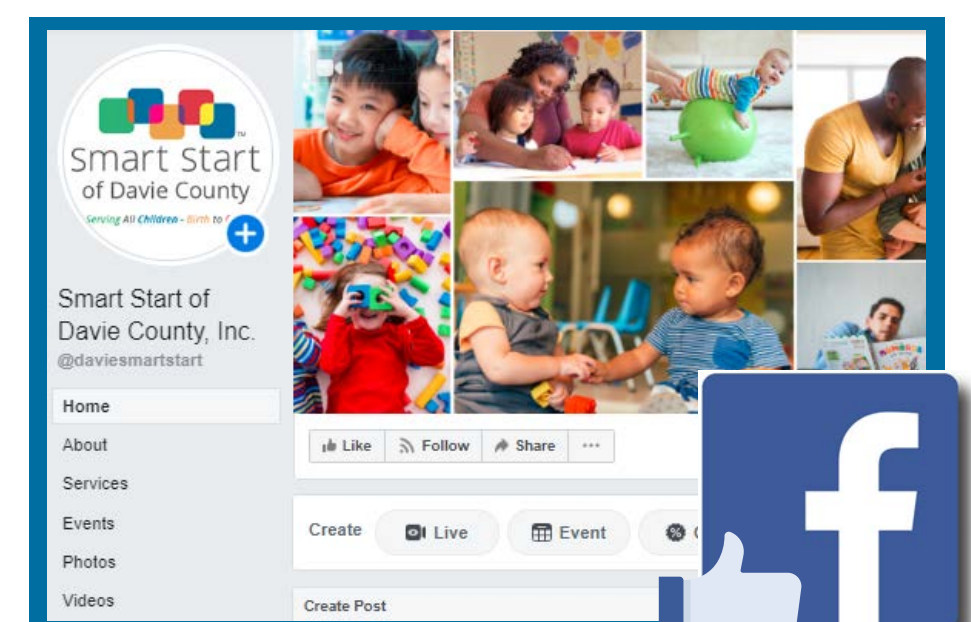 Smart Start
of Davie County
Serving All Children - Birth to
Smart Start of
Davie County, Inc.
@daviesmartstart
Home
About
Services
Events
Photos
Videos
Like Follow Share ...
Create Live Event
Create Post
f